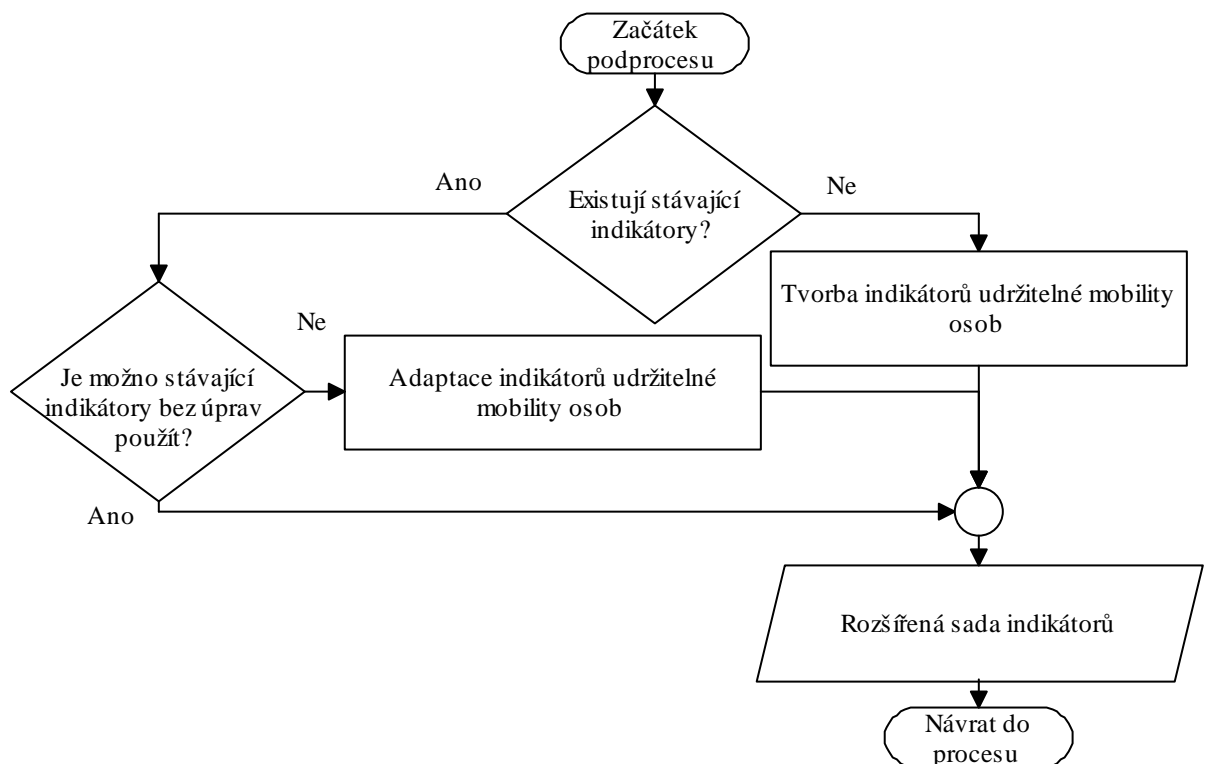 Začátek
podprocesu
Ano
Ne
Existují stávající
indikátory?
Tvorba indikátorů udržitelné mobility
osob
Ne
Je možno stávající
indikátory bez úprav
použít?
Adaptace indikátorů udržitelné
mobility osob
Ano
Rozšířená sada indikátorů
Návrat do
procesu